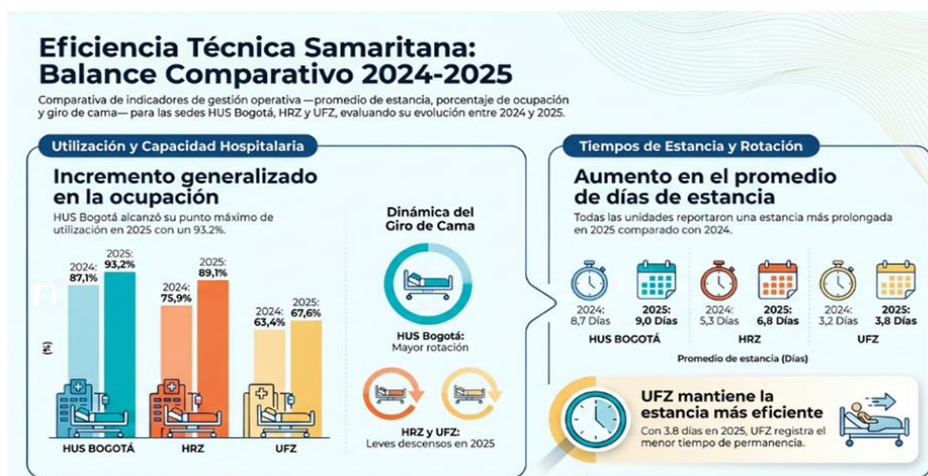 Eficiencia Técnica Samaritana:
Balance Comparativo 2024-2025
Comparativa de indicadores de gestión operativa —promedio de estancia, porcentaje de ocupación
y giro de cama— para las sedes HUS Bogotá, HRZ y UFZ, evaluando su evolución entre 2024 y 2025.
Utilización y Capacidad Hospitalaria
Incremento generalizado
en la ocupación
HUS Bogotá alcanzó su punto máximo de
utilización en 2025 con un 93.2%.
(%)
2024:
87,1%
2025:
93,2%
HUS BOGOTÁ
2024:
75,9%
2025:
89,1%
HRZ
2024:
63,4%
2025:
67,6%
UFZ
Dinámica del
Giro de Cama
HUS Bogotá:
Mayor rotación
HRZ y UFZ:
Leves descensos en 2025
Tiempos de Estancia y Rotación
Aumento en el promedio
de días de estancia
Todas las unidades reportaron una estancia más prolongada
en 2025 comparado con 2024.
2024:
8,7 Días
2025:
9,0 Días
HUS BOGOTÁ
2024:
5,3 Días
2025:
6,8 Días
HRZ
2024:
3,2 Días
2025:
3,8 Días
UFZ
Promedio de estancia (Días)
UFZ mantiene la
estancia más eficiente
Con 3.8 días en 2025, UFZ registra el
menor tiempo de permanencia.